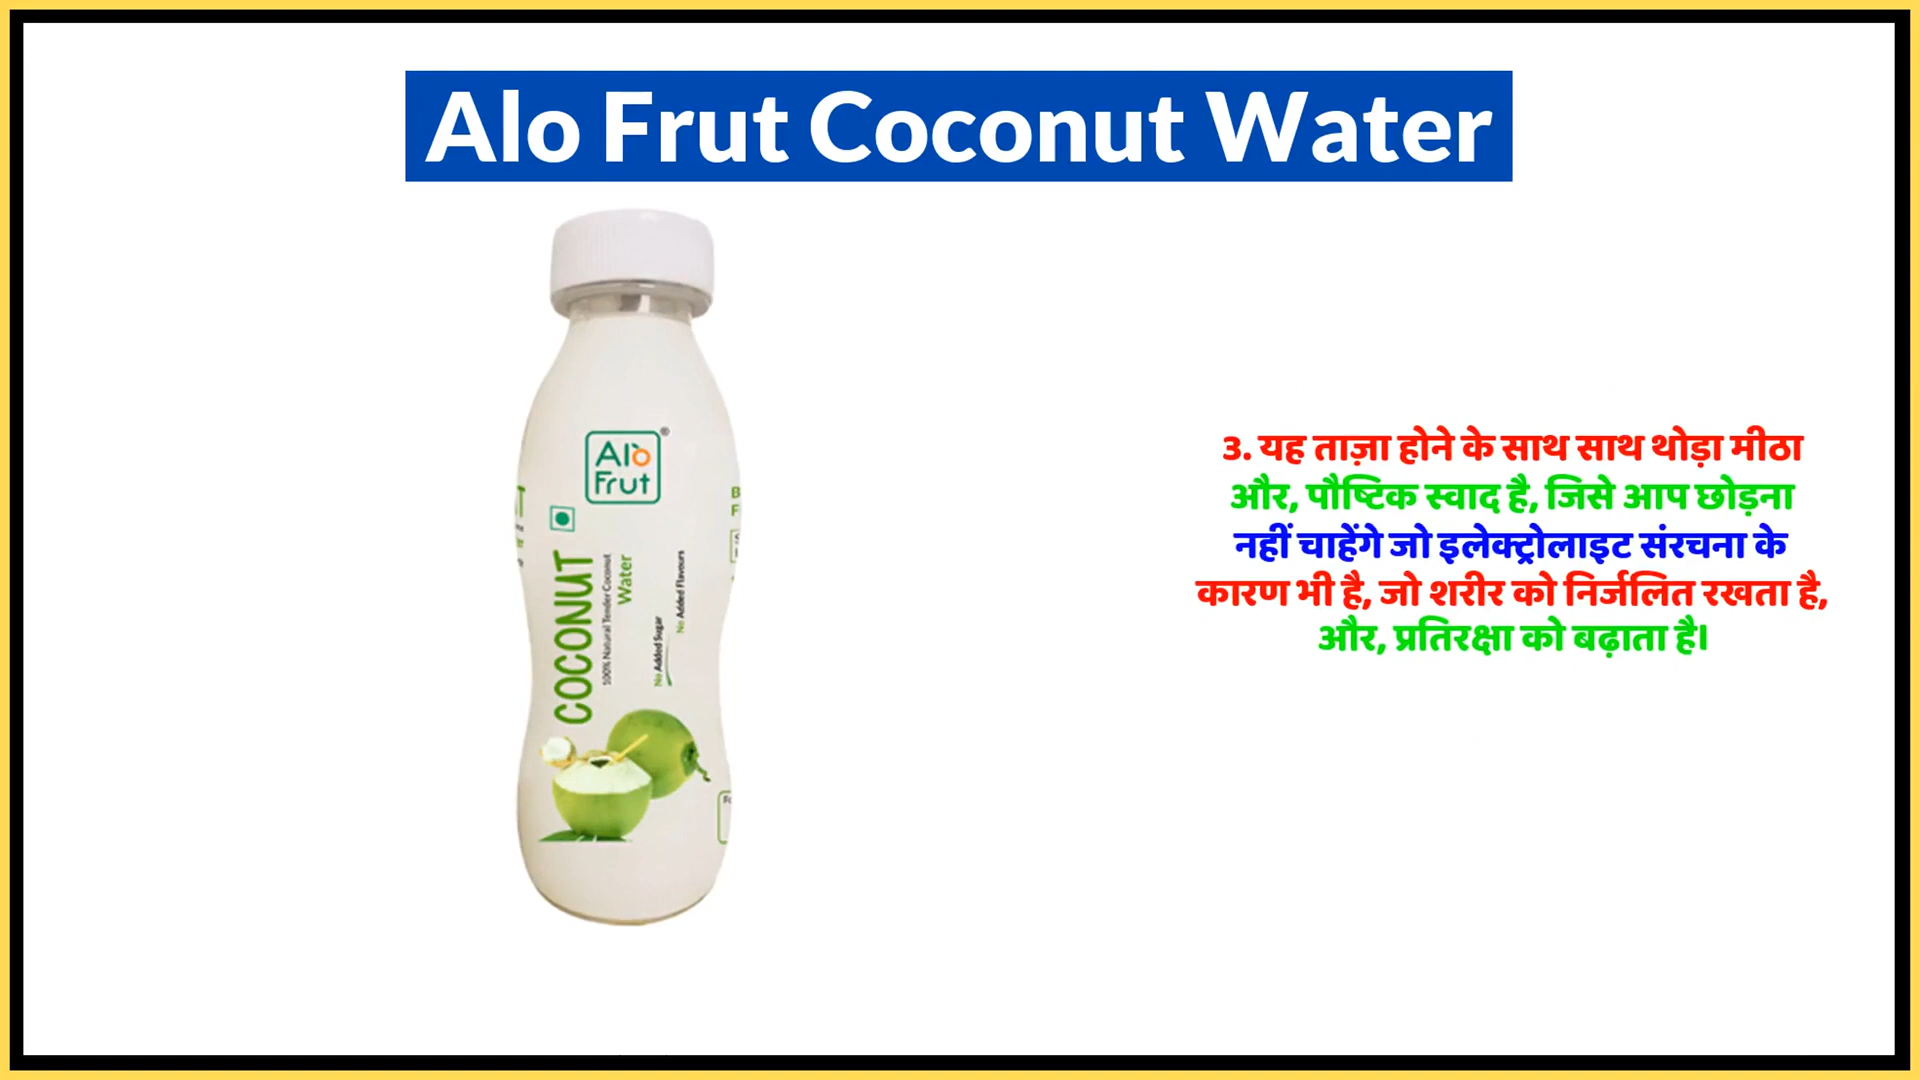 Alo Frut Coconut Water
Alo
Frut
®
COCONUT
100% Natural Tender Coconut
Water
No Added Sugar
No Added Flavours
3. यह ताज़ा होने के साथ साथ थोड़ा मीठा
और, पौष्टिक स्वाद है, जिसे आप छोड़ना
नहीं चाहेंगे जो इलेक्ट्रोलाइट संरचना के
कारण भी है, जो शरीर को निर्जलित रखता है,
और, प्रतिरक्षा को बढ़ाता है।